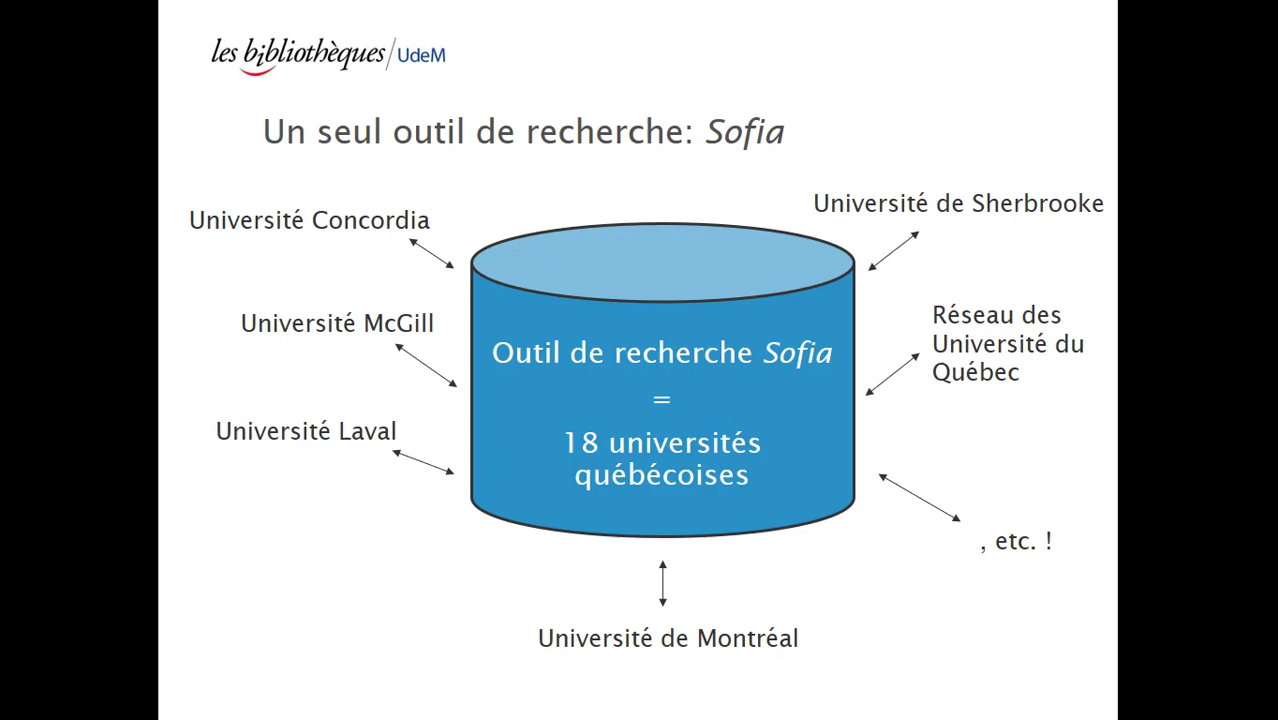 les bibliothèques/UdeM
Un seul outil de recherche: Sofia
Université Concordia
Université de Sherbrooke
Université McGill
Réseau des
Université du
Québec
Outil de recherche Sofia
=
18 universités
québécoises
Université Laval
, etc. !
Université de Montréal